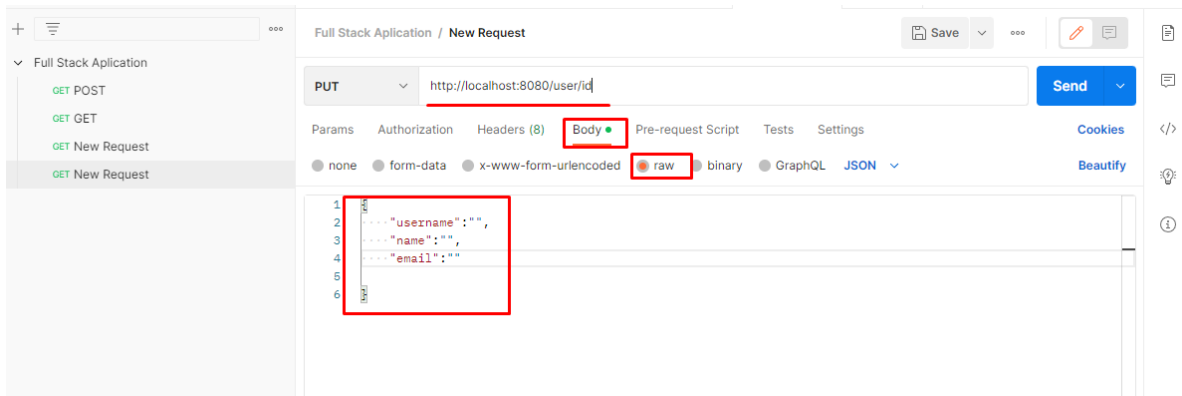 Full Stack Aplication / New Request
Save
Full Stack Aplication
GET POST
GET GET
GET New Request
GET New Request
PUT
http://localhost:8080/user/id
Send
Params Authorization Headers (8) Body Pre-request Script Tests Settings Cookies
none form-data x-www-form-urlencoded raw binary GraphQL JSON Beautify
1 {
2 "username":"",
3 "name":"",
4 "email":""
5
6 }